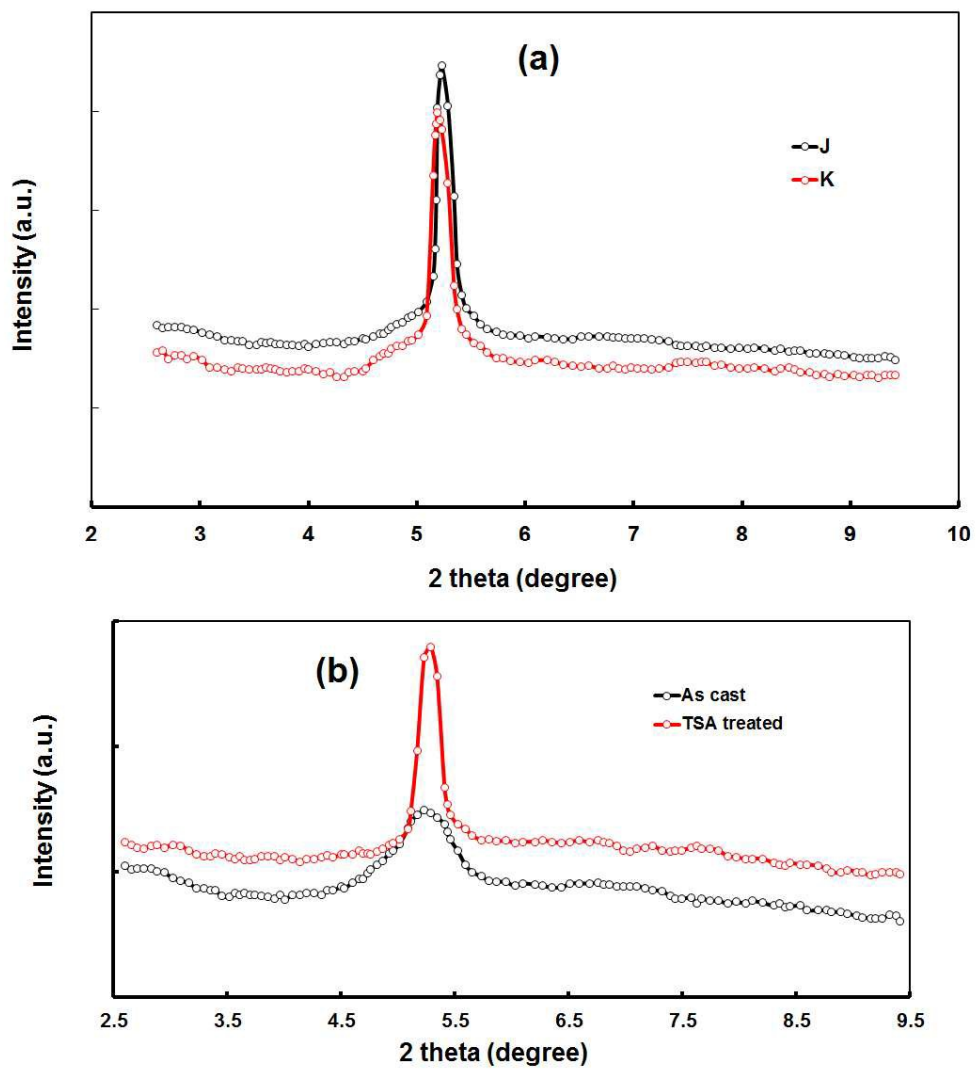 (a)
J
K
Intensity (a.u.)
2 3 4 5 6 7 8 9 10
2 theta (degree)
(b)
As cast
TSA treated
Intensity (a.u.)
2.5 3.5 4.5 5.5 6.5 7.5 8.5 9.5
2 theta (degree)